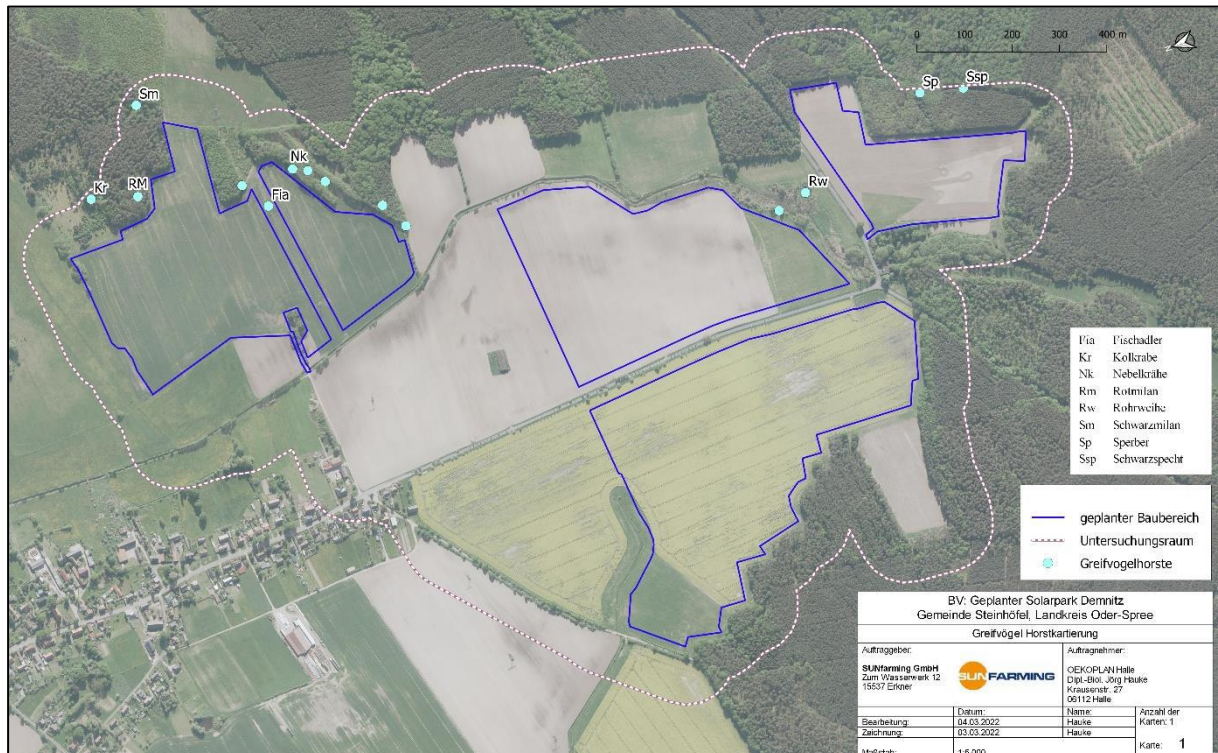 0 100 200 300 400 m
Sm
Sp
Ssp
Nk
Kr
RM
Fia
Rw
Fia Fischadler
Kr Kolkrabe
Nk Nebelkrähe
Rm Rotmilan
Rw Rohrweihe
Sm Schwarzmilan
Sp Sperber
Ssp Schwarzspecht
geplanter Baubereich
Untersuchungsraum
Greifvogelhorste
BV: Geplanter Solarpark Demnitz
Gemeinde Steinhöfel, Landkreis Oder-Spree
Greifvögel Horstkartierung
Auftraggeber:
SUNfarming GmbH
Zum Wasserwerk 12
15537 Erkner
SUNFARMING
Auftragnehmer:
OEKOPLAN Halle
Dipl.-Biol. Jörg Hauke
Krausenstr. 27
06112 Halle
Datum: Name: Anzahl der
Bearbeitung: 04.03.2022 Hauke Karten: 1
Zeichnung: 03.03.2022 Hauke
Maßstab: 1:5.000 Karte: 1